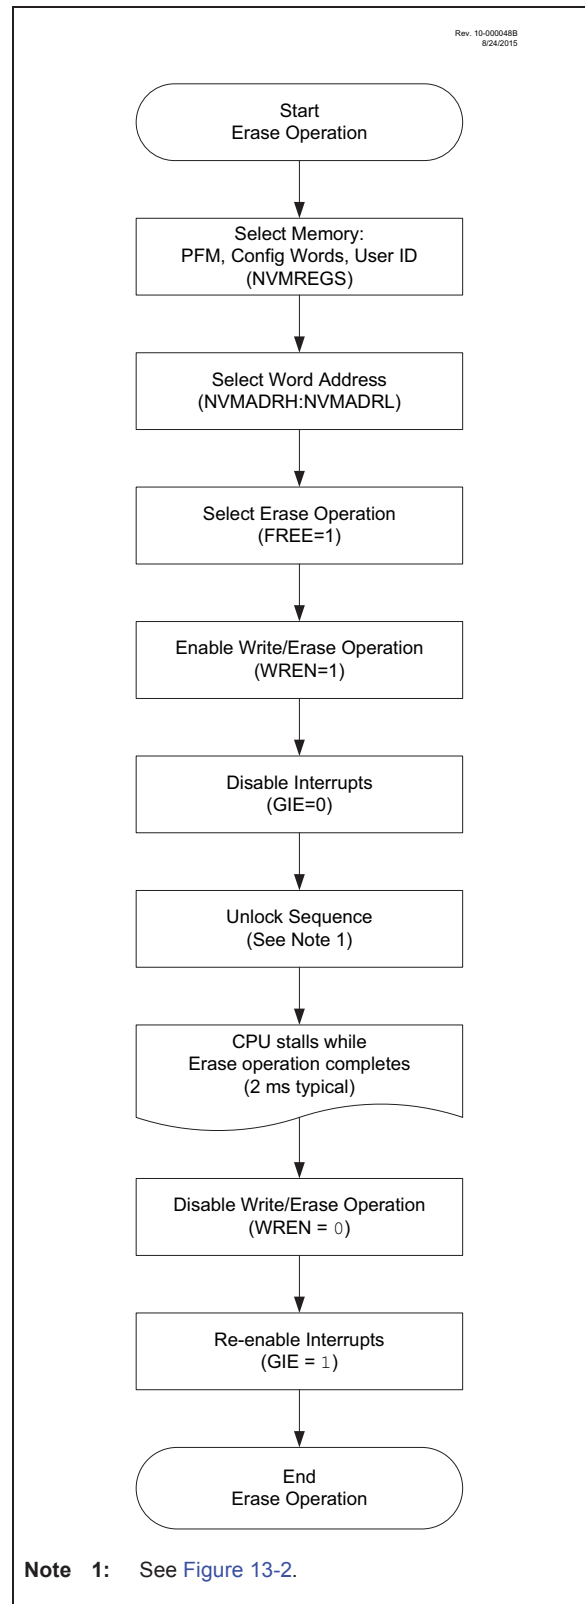 Rev. 10-000048B
8/24/2015
Start
Erase Operation
Select Memory:
PFM, Config Words, User ID
(NVMREGS)
Select Word Address
(NVMADRH:NVMADRL)
Select Erase Operation
(FREE=1)
Enable Write/Erase Operation
(WREN=1)
Disable Interrupts
(GIE=0)
Unlock Sequence
(See Note 1)
CPU stalls while
Erase operation completes
(2 ms typical)
Disable Write/Erase Operation
(WREN = 0)
Re-enable Interrupts
(GIE = 1)
End
Erase Operation
Note 1: See Figure 13-2.